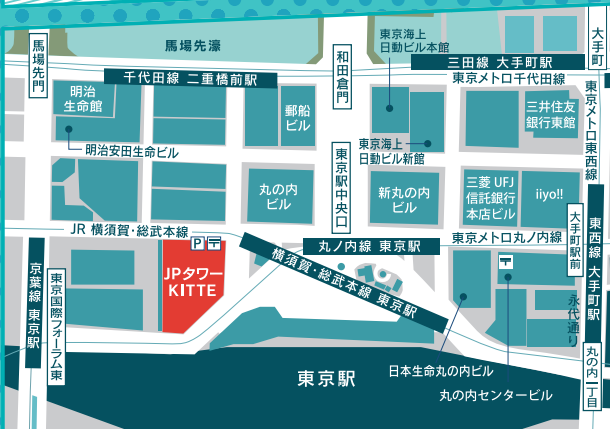 馬場先濠
馬場先門
和田倉門
東京海上
日動ビル本館
三田線 大手町駅
大手町
千代田線 二重橋前駅
東京メトロ千代田線
明治
生命館
郵船
ビル
三井住友
銀行東館
東京メトロ東西線
明治安田生命ビル
東京海上
日動ビル新館
東京駅中央口
丸の内
ビル
新丸の内
ビル
三菱 UFJ
信託銀行
本店ビル
iiyo!!
JR 横須賀・総武本線
丸ノ内線 東京駅
東京メトロ丸ノ内線
大手町駅前
東西線 大手町駅
P
〒
JPタワー
KITTE
横須賀・総武本線 東京駅
〒
京葉線 東京駅
東京国際フォーラム東
永代通り
東京駅
日本生命丸の内ビル
丸の内センタービル
丸の内一丁目